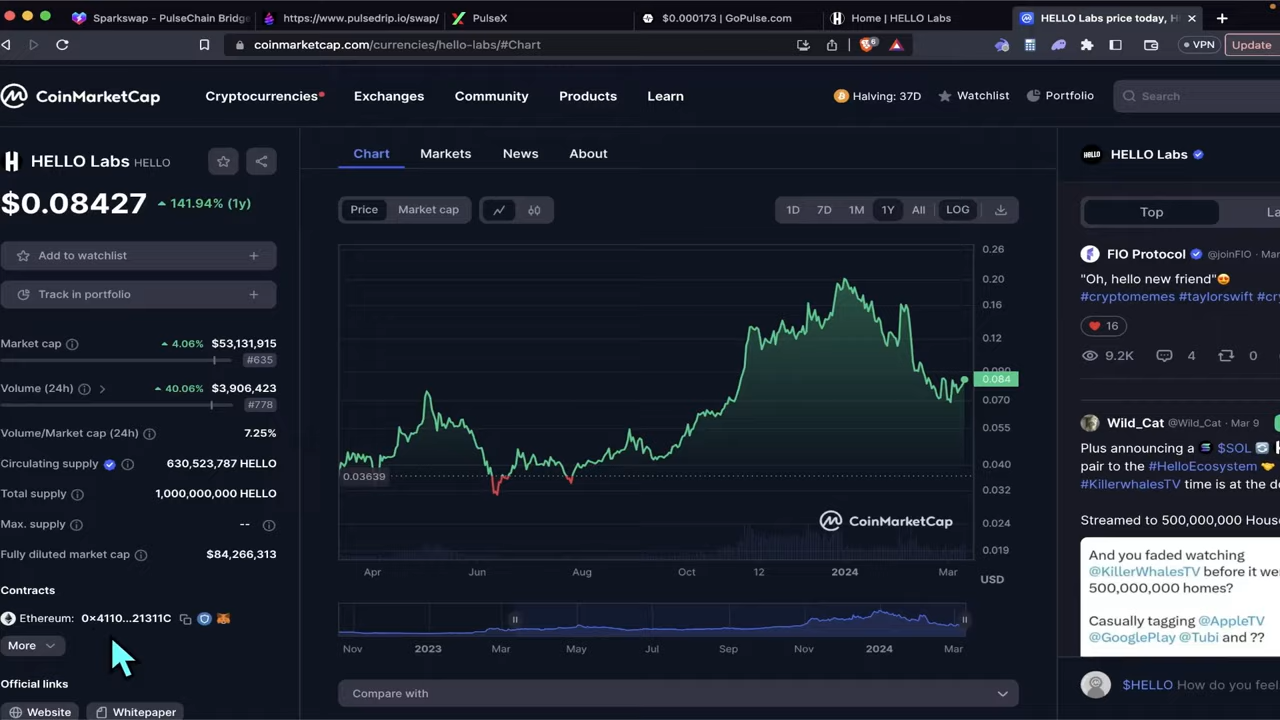 Sparkswap - PulseChain Bridge
https://www.pulsedrip.io/swap/
PulseX
$0.000173 | GoPulse.com
Home | HELLO Labs
HELLO Labs price today, H
coinmarketcap.com/currencies/hello-labs/#Chart
6
VPN
Update
CoinMarketCap
Cryptocurrencies
Exchanges
Community
Products
Learn
Halving: 37D
Watchlist
Portfolio
Search
HELLO Labs HELLO
$0.08427
141.94% (1y)
Add to watchlist +
Track in portfolio +
Market cap
4.06% $53,131,915
#635
Volume (24h)
40.06% $3,906,423
#778
Volume/Market cap (24h)
7.25%
Circulating supply
630,523,787 HELLO
Total supply
1,000,000,000 HELLO
Max. supply
--
Fully diluted market cap
$84,266,313
Contracts
Ethereum: 0x4110...21311C
More
Official links
Website
Whitepaper
Chart
Markets
News
About
Price
Market cap
1D
7D
1M
1Y
All
LOG
0.26
0.20
0.16
0.12
0.090
0.084
0.070
0.055
0.040
0.032
0.024
0.019
0.03639
CoinMarketCap
Apr
Jun
Aug
Oct
12
2024
Mar
USD
Nov
2023
Mar
May
Jul
Sep
Nov
2024
Mar
Compare with
HELLO
HELLO Labs
Top
La
FIO Protocol @joinFIO · Mar
"Oh, hello new friend"😍
#cryptomemes #taylorswift #cry
16
9.2K
4
0
Wild_Cat @Wild_Cat · Mar 9
Plus announcing a $SOL
pair to the #HelloEcosystem
#KillerwhalesTV time is at the do
Streamed to 500,000,000 House
And you faded watching
@KillerWhalesTV before it we
500,000,000 homes?
Casually tagging @AppleTV
@GooglePlay @Tubi and ??
$HELLO How do you feel